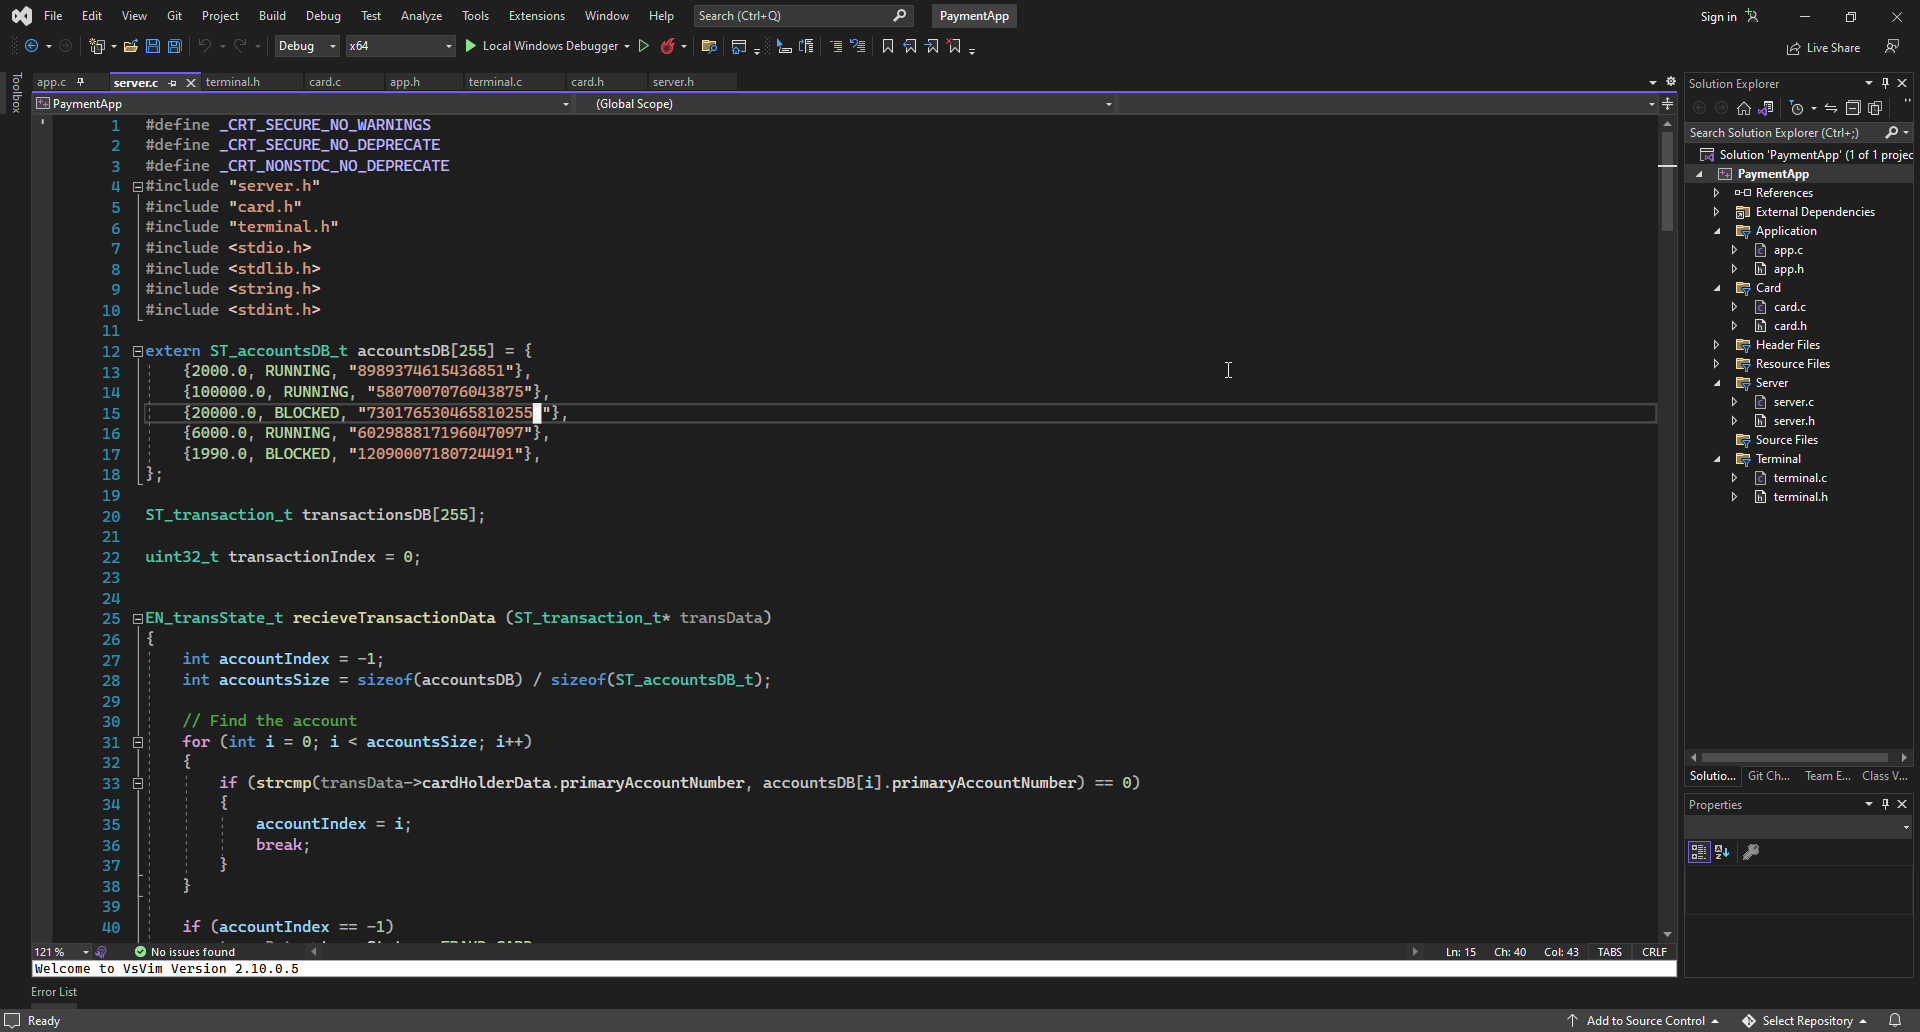 File Edit View Git Project Build Debug Test Analyze Tools Extensions Window Help Search (Ctrl+Q) PaymentApp Sign in
Debug x64 Local Windows Debugger Live Share
Toolbox
app.c server.c terminal.h card.c app.h terminal.c card.h server.h
PaymentApp (Global Scope)
1 #define _CRT_SECURE_NO_WARNINGS
2 #define _CRT_SECURE_NO_DEPRECATE
3 #define _CRT_NONSTDC_NO_DEPRECATE
4 #include "server.h"
5 #include "card.h"
6 #include "terminal.h"
7 #include <stdio.h>
8 #include <stdlib.h>
9 #include <string.h>
10 #include <stdint.h>
11
12 extern ST_accountsDB_t accountsDB[255] = {
13 {2000.0, RUNNING, "8989374615436851"},
14 {100000.0, RUNNING, "5807007076043875"},
15 {20000.0, BLOCKED, "730176530465810255"},
16 {6000.0, RUNNING, "602988817196047097"},
17 {1990.0, BLOCKED, "12090007180724491"},
18 };
19
20 ST_transaction_t transactionsDB[255];
21
22 uint32_t transactionIndex = 0;
23
24
25 EN_transState_t recieveTransactionData (ST_transaction_t* transData)
26 {
27 int accountIndex = -1;
28 int accountsSize = sizeof(accountsDB) / sizeof(ST_accountsDB_t);
29
30 // Find the account
31 for (int i = 0; i < accountsSize; i++)
32 {
33 if (strcmp(transData->cardHolderData.primaryAccountNumber, accountsDB[i].primaryAccountNumber) == 0)
34 {
35 accountIndex = i;
36 break;
37 }
38 }
39
40 if (accountIndex == -1)
121 % No issues found Ln: 15 Ch: 40 Col: 43 TABS CRLF
Welcome to VsVim Version 2.10.0.5
Error List
Ready Add to Source Control Select Repository
Solution Explorer
Search Solution Explorer (Ctrl+;)
Solution 'PaymentApp' (1 of 1 projec
PaymentApp
References
External Dependencies
Application
app.c
app.h
Card
card.c
card.h
Header Files
Resource Files
Server
server.c
server.h
Source Files
Terminal
terminal.c
terminal.h
Solutio... Git Ch... Team E... Class V...
Properties